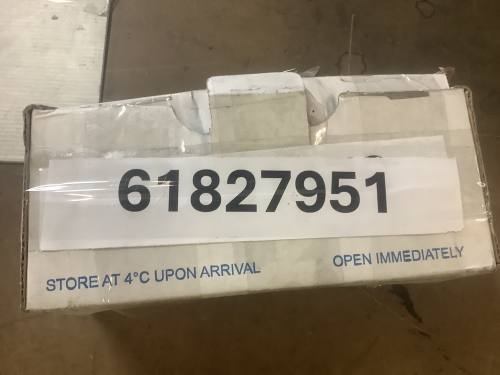 61827951
STORE AT 4°C UPON ARRIVAL
OPEN IMMEDIATELY